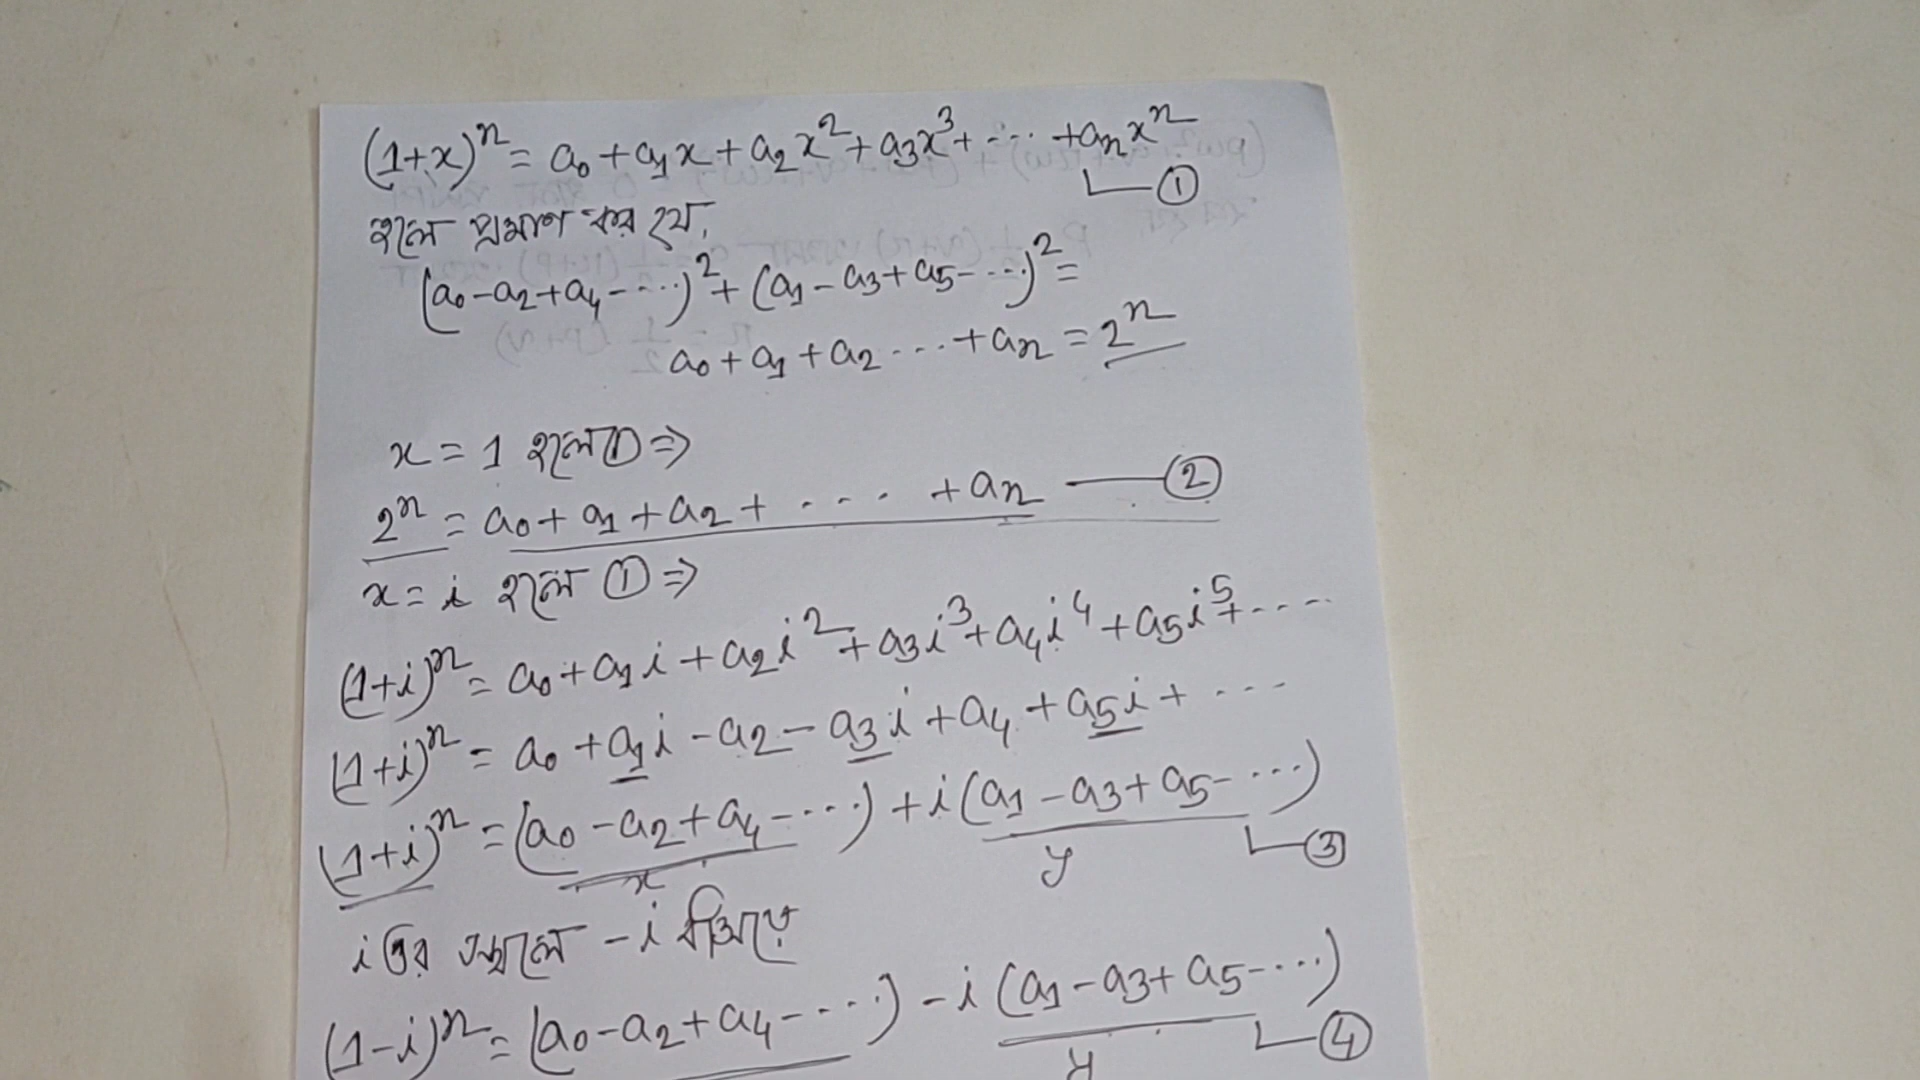 (1+x)ⁿ = a₀ + a₁x + a₂x² + a₃x³ + ··· + aₙxⁿ
①
হলে প্রমাণ কর যে,
(a₀ - a₂ + a₄ - ····)² + (a₁ - a₃ + a₅ - ···)² =
a₀ + a₁ + a₂ ··· + aₙ = 2ⁿ
x = 1 হলে ① ⇒
2ⁿ = a₀ + a₁ + a₂ + ···· + aₙ — ②
x = i হলে ① ⇒
(1+i)ⁿ = a₀ + a₁i + a₂i² + a₃i³ + a₄i⁴ + a₅i⁵ + ····
(1+i)ⁿ = a₀ + a₁i - a₂ - a₃i + a₄ + a₅i + ···
(1+i)ⁿ = (a₀ - a₂ + a₄ - ···) + i(a₁ - a₃ + a₅ - ···)
x y ③
i এর স্থলে -i বসিয়ে
(1-i)ⁿ = (a₀ - a₂ + a₄ - ····) - i(a₁ - a₃ + a₅ - ···)
y ④